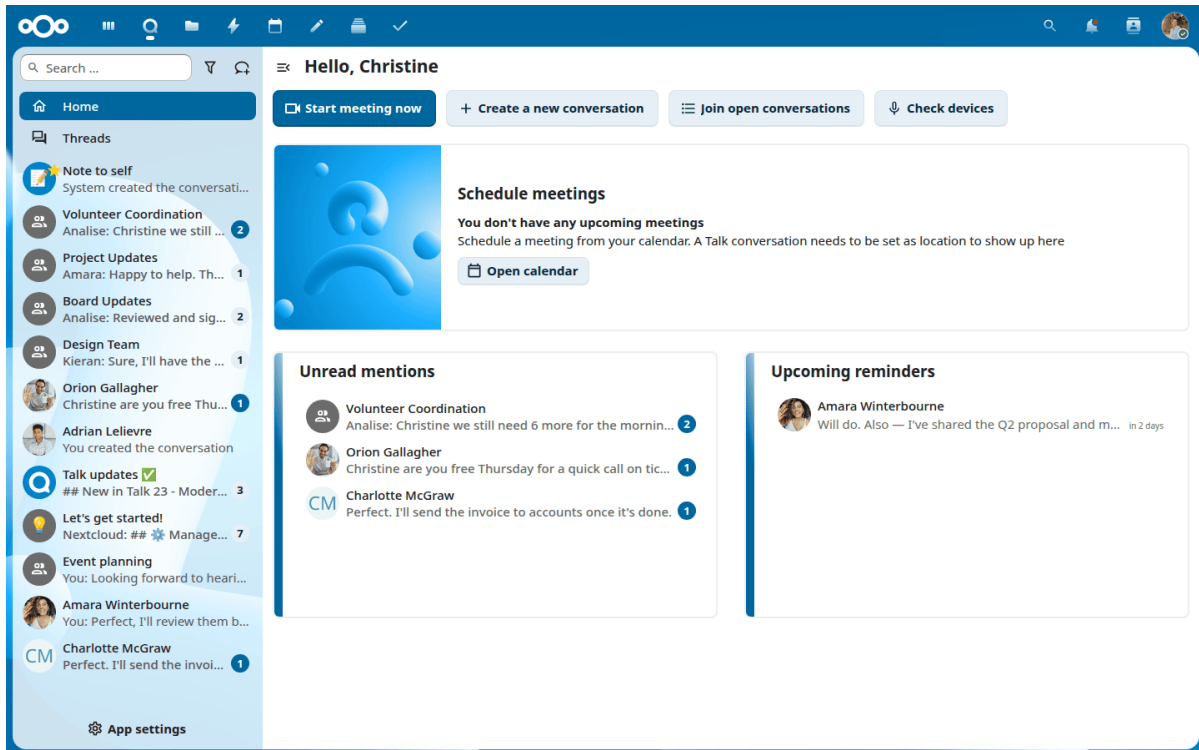 Search ...
Home
Threads
Note to self
System created the conversati...
Volunteer Coordination
Analise: Christine we still ... 2
Project Updates
Amara: Happy to help. Th... 1
Board Updates
Analise: Reviewed and sig... 2
Design Team
Kieran: Sure, I'll have the ... 1
Orion Gallagher
Christine are you free Thu... 1
Adrian Lelievre
You created the conversation
Talk updates ✅
## New in Talk 23 - Moder... 3
Let's get started!
Nextcloud: ## ⚙️ Manage... 7
Event planning
You: Looking forward to heari...
Amara Winterbourne
You: Perfect, I'll review them b...
CM
Charlotte McGraw
Perfect. I'll send the invoi... 1
App settings
Hello, Christine
Start meeting now
+ Create a new conversation
Join open conversations
Check devices
Schedule meetings
You don't have any upcoming meetings
Schedule a meeting from your calendar. A Talk conversation needs to be set as location to show up here
Open calendar
Unread mentions
Volunteer Coordination
Analise: Christine we still need 6 more for the mornin... 2
Orion Gallagher
Christine are you free Thursday for a quick call on tic... 1
CM
Charlotte McGraw
Perfect. I'll send the invoice to accounts once it's done. 1
Upcoming reminders
Amara Winterbourne
Will do. Also — I've shared the Q2 proposal and m... in 2 days